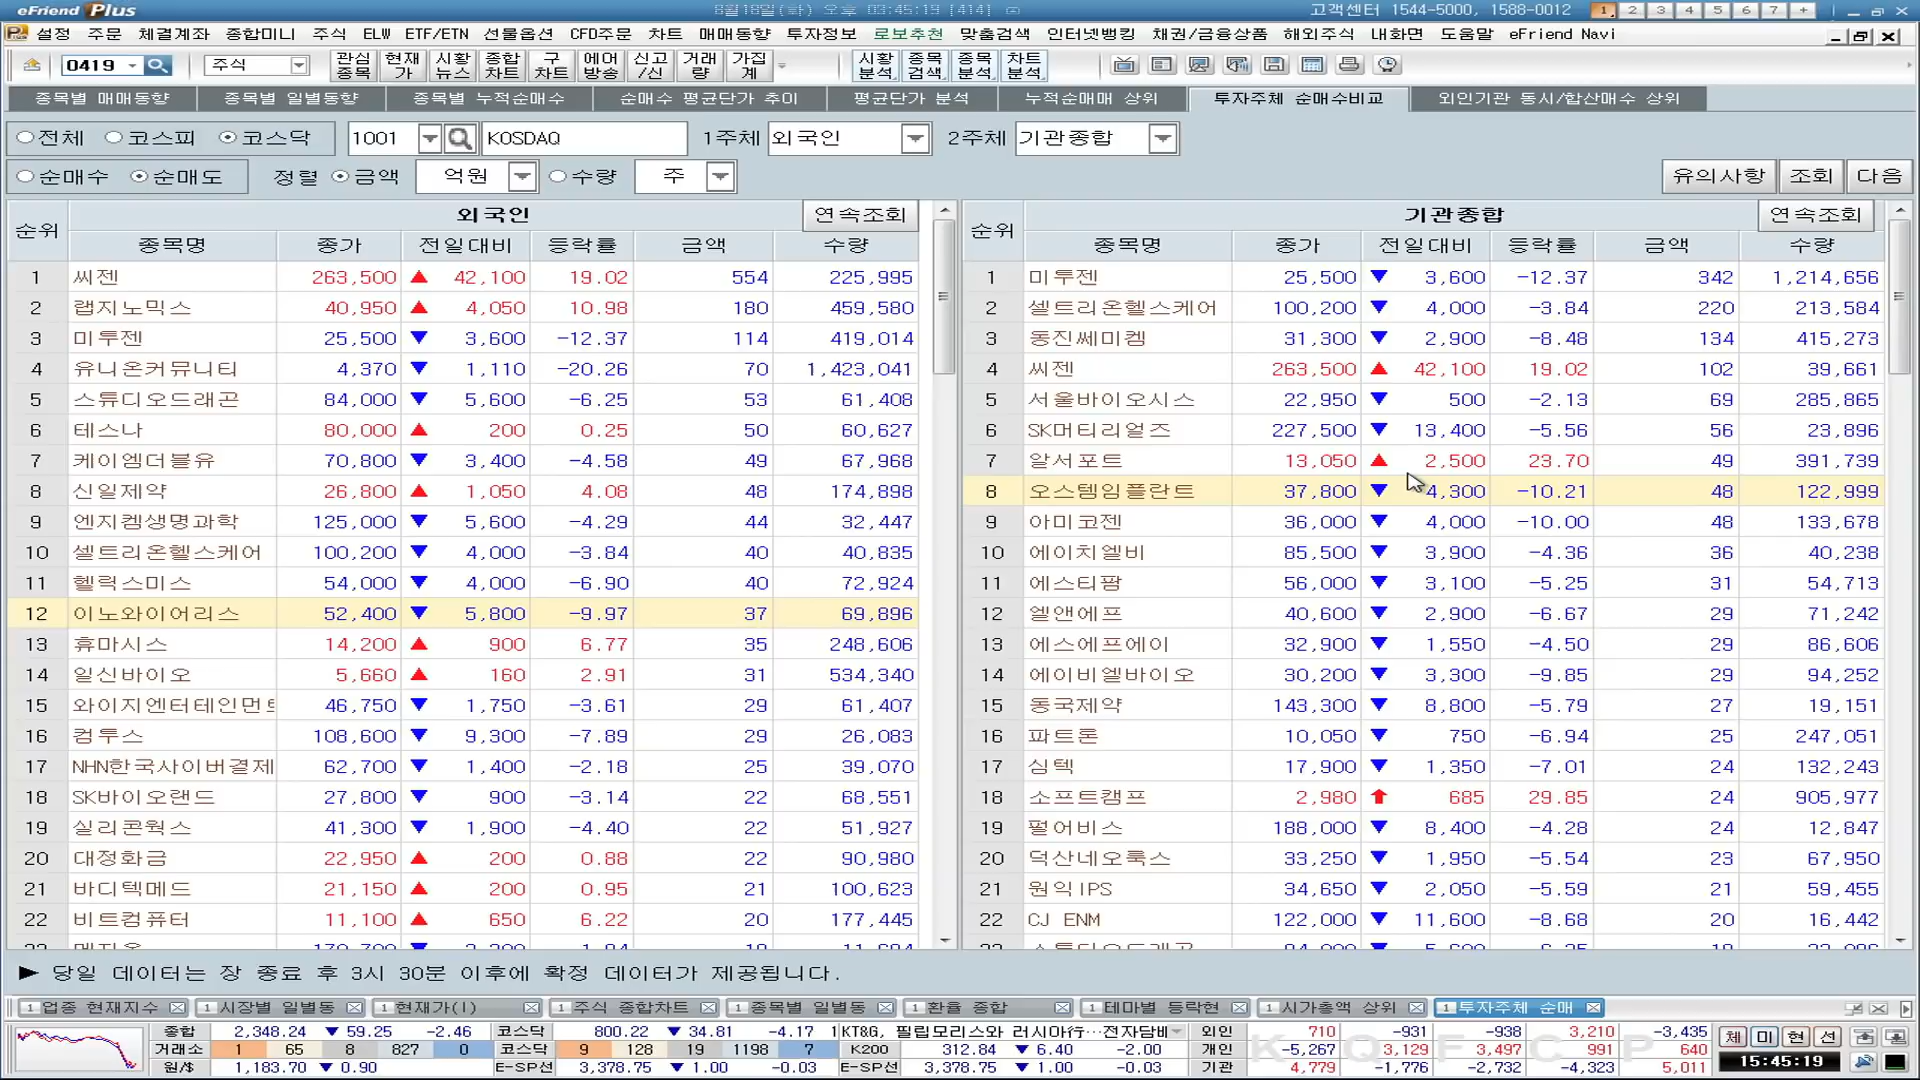 eFriend Plus 8월18일(화) 오후 03:45:19 [414] 고객센터 1544-5000, 1588-0012 1 2 3 4 5 6 7 +
설정 주문 체결계좌 종합미니 주식 ELW ETF/ETN 선물옵션 CFD주문 차트 매매동향 투자정보 로보추천 맞춤검색 인터넷뱅킹 채권/금융상품 해외주식 내화면 도움말 eFriend Navi
0419 주식 관심종목 현재가 시황뉴스 종합차트 구차트 에어방송 신고/신 거래량 가집계 시황분석 종목검색 종목분석 차트분석
종목별 매매동향 종목별 일별동향 종목별 누적순매수 순매수 평균단가 추이 평균단가 분석 누적순매매 상위 투자주체 순매수비교 외인기관 동시/합산매수 상위
전체 코스피 코스닥 1001 KOSDAQ 1주체 외국인 2주체 기관종합
순매수 순매도 정렬 금액 억원 수량 주 유의사항 조회 다음
순위 외국인 연속조회
종목명 종가 전일대비 등락률 금액 수량
1 씨젠 263,500 ▲ 42,100 19.02 554 225,995
2 랩지노믹스 40,950 ▲ 4,050 10.98 180 459,580
3 미투젠 25,500 ▼ 3,600 -12.37 114 419,014
4 유니온커뮤니티 4,370 ▼ 1,110 -20.26 70 1,423,041
5 스튜디오드래곤 84,000 ▼ 5,600 -6.25 53 61,408
6 테스나 80,000 ▲ 200 0.25 50 60,627
7 케이엠더블유 70,800 ▼ 3,400 -4.58 49 67,968
8 신일제약 26,800 ▲ 1,050 4.08 48 174,898
9 엔지켐생명과학 125,000 ▼ 5,600 -4.29 44 32,447
10 셀트리온헬스케어 100,200 ▼ 4,000 -3.84 40 40,835
11 헬릭스미스 54,000 ▼ 4,000 -6.90 40 72,924
12 이노와이어리스 52,400 ▼ 5,800 -9.97 37 69,896
13 휴마시스 14,200 ▲ 900 6.77 35 248,606
14 일신바이오 5,660 ▲ 160 2.91 31 534,340
15 와이지엔터테인먼트 46,750 ▼ 1,750 -3.61 29 61,407
16 컴투스 108,600 ▼ 9,300 -7.89 29 26,083
17 NHN한국사이버결제 62,700 ▼ 1,400 -2.18 25 39,070
18 SK바이오랜드 27,800 ▼ 900 -3.14 22 68,551
19 실리콘웍스 41,300 ▼ 1,900 -4.40 22 51,927
20 대정화금 22,950 ▲ 200 0.88 22 90,980
21 바디텍메드 21,150 ▲ 200 0.95 21 100,623
22 비트컴퓨터 11,100 ▲ 650 6.22 20 177,445
순위 기관종합 연속조회
종목명 종가 전일대비 등락률 금액 수량
1 미투젠 25,500 ▼ 3,600 -12.37 342 1,214,656
2 셀트리온헬스케어 100,200 ▼ 4,000 -3.84 220 213,584
3 동진쎄미켐 31,300 ▼ 2,900 -8.48 134 415,273
4 씨젠 263,500 ▲ 42,100 19.02 102 39,661
5 서울바이오시스 22,950 ▼ 500 -2.13 69 285,865
6 SK머티리얼즈 227,500 ▼ 13,400 -5.56 56 23,896
7 알서포트 13,050 ▲ 2,500 23.70 49 391,739
8 오스템임플란트 37,800 ▼ 4,300 -10.21 48 122,999
9 아미코젠 36,000 ▼ 4,000 -10.00 48 133,678
10 에이치엘비 85,500 ▼ 3,900 -4.36 36 40,238
11 에스티팜 56,000 ▼ 3,100 -5.25 31 54,713
12 엘앤에프 40,600 ▼ 2,900 -6.67 29 71,242
13 에스에프에이 32,900 ▼ 1,550 -4.50 29 86,606
14 에이비엘바이오 30,200 ▼ 3,300 -9.85 29 94,252
15 동국제약 143,300 ▼ 8,800 -5.79 27 19,151
16 파트론 10,050 ▼ 750 -6.94 25 247,051
17 심텍 17,900 ▼ 1,350 -7.01 24 132,243
18 소프트캠프 2,980 ↑ 685 29.85 24 905,977
19 펄어비스 188,000 ▼ 8,400 -4.28 24 12,847
20 덕산네오룩스 33,250 ▼ 1,950 -5.54 23 67,950
21 원익IPS 34,650 ▼ 2,050 -5.59 21 59,455
22 CJ ENM 122,000 ▼ 11,600 -8.68 20 16,442
▶ 당일 데이터는 장 종료 후 3시 30분 이후에 확정 데이터가 제공됩니다.
1 업종 현재지수 1 시장별 일별동 1 현재가(1) 1 주식 종합차트 1 종목별 일별동 1 환율 종합 1 테마별 등락현 1 시가총액 상위 1 투자주체 순매
종합 2,348.24 ▼ 59.25 -2.46 코스닥 800.22 ▼ 34.81 -4.17 KT&G, 필립모리스와 러시아行…전자담배 외인 710 -931 -938 3,210 -3,435 체 미 현 선
거래소 1 65 8 827 0 코스닥 9 128 19 1198 7 K200 312.84 ▼ 6.40 -2.00 개인 -5,267 3,129 3,497 991 640
원/$ 1,183.70 ▼ 0.90 E-SP선 3,378.75 ▼ 1.00 -0.03 E-SP선 3,378.75 ▼ 1.00 -0.03 기관 4,779 -1,776 -2,732 -4,323 5,011 15:45:19
K Q F C P